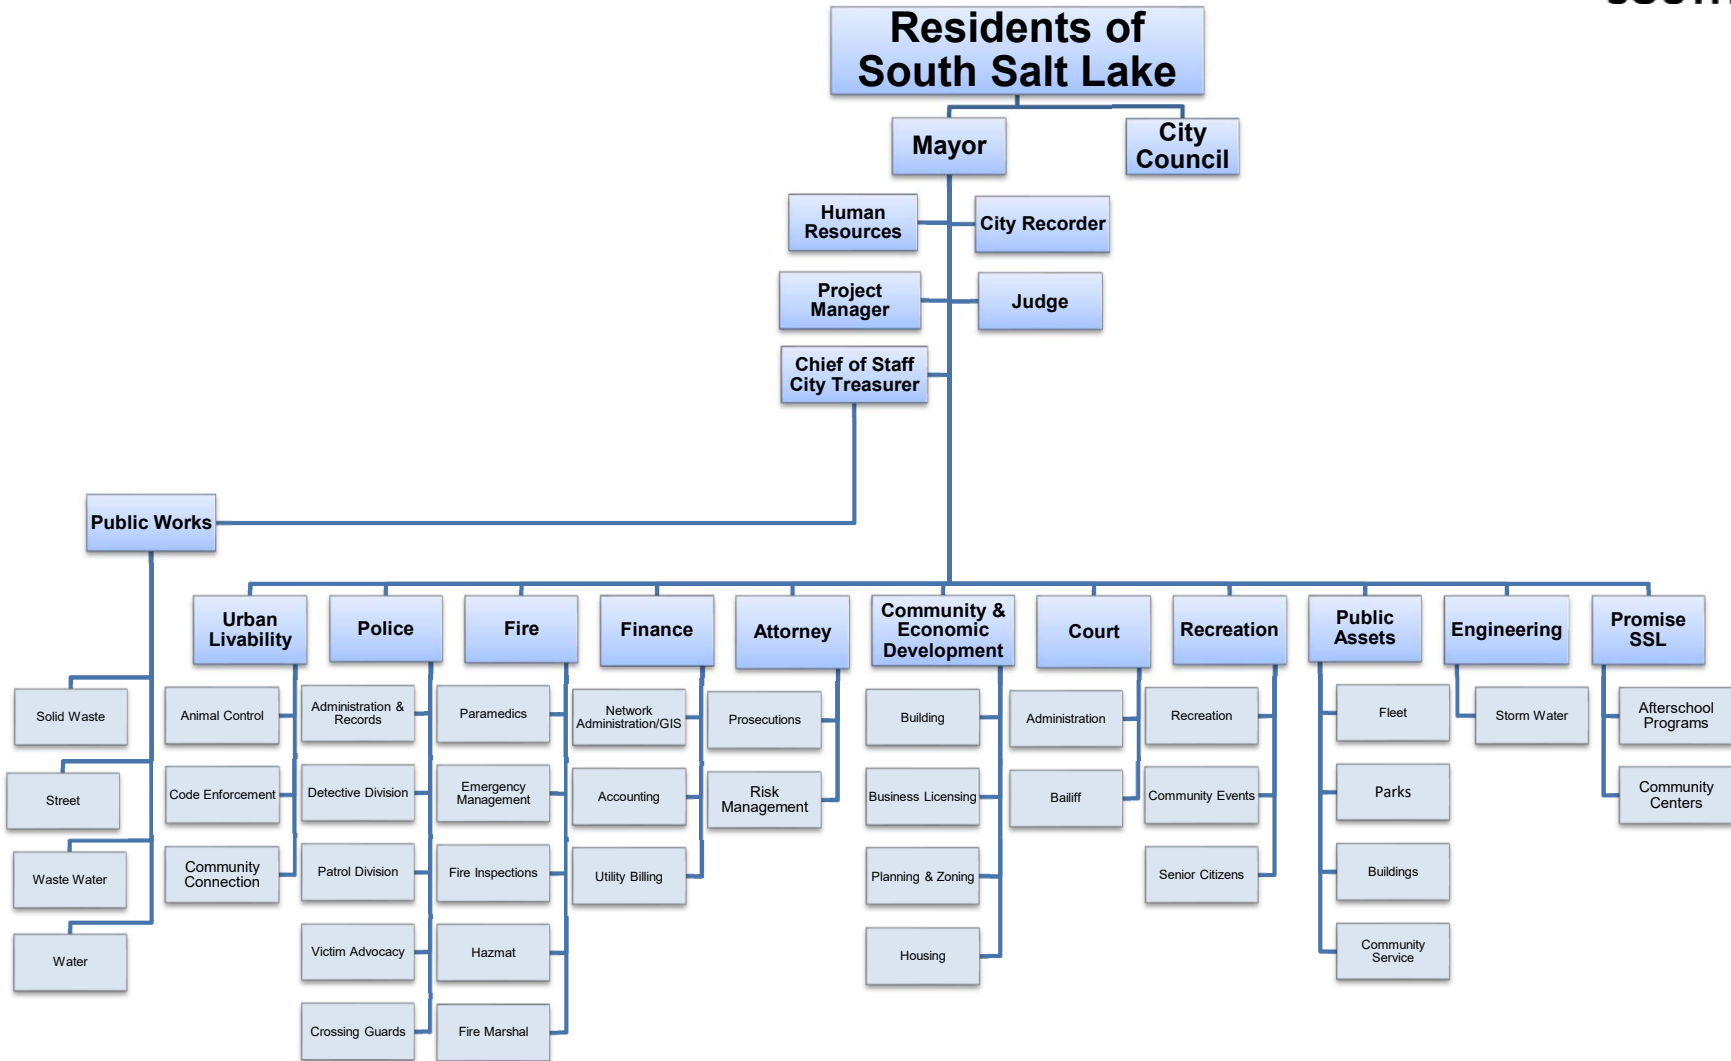 Residents of
South Salt Lake
Mayor
City
Council
Human
Resources
City Recorder
Project
Manager
Judge
Chief of Staff
City Treasurer
Public Works
Urban
Livability
Police
Fire
Finance
Attorney
Community &
Economic
Development
Court
Recreation
Public
Assets
Engineering
Promise
SSL
Solid Waste
Street
Waste Water
Water
Animal Control
Code Enforcement
Community
Connection
Administration &
Records
Detective Division
Patrol Division
Victim Advocacy
Crossing Guards
Paramedics
Emergency
Management
Fire Inspections
Hazmat
Fire Marshal
Network
Administration/GIS
Accounting
Utility Billing
Prosecutions
Risk
Management
Building
Business Licensing
Planning & Zoning
Housing
Administration
Bailiff
Recreation
Community Events
Senior Citizens
Fleet
Parks
Buildings
Community
Service
Storm Water
Afterschool
Programs
Community
Centers